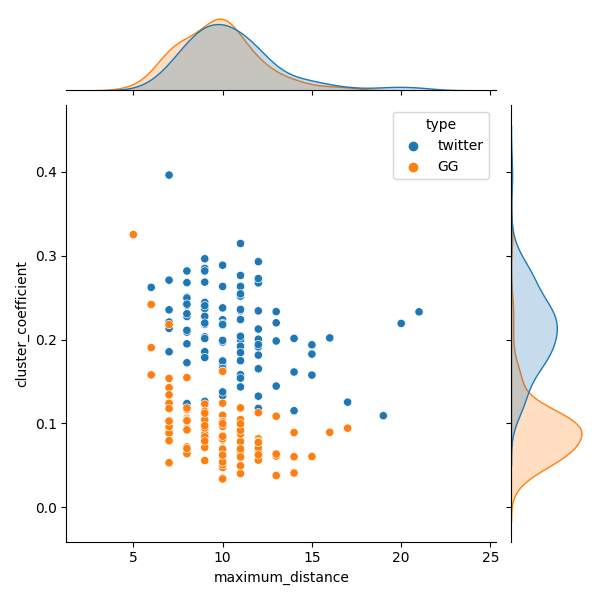 type
twitter
GG
0.4
0.3
0.2
0.1
0.0
cluster_coefficient
5 10 15 20 25
maximum_distance